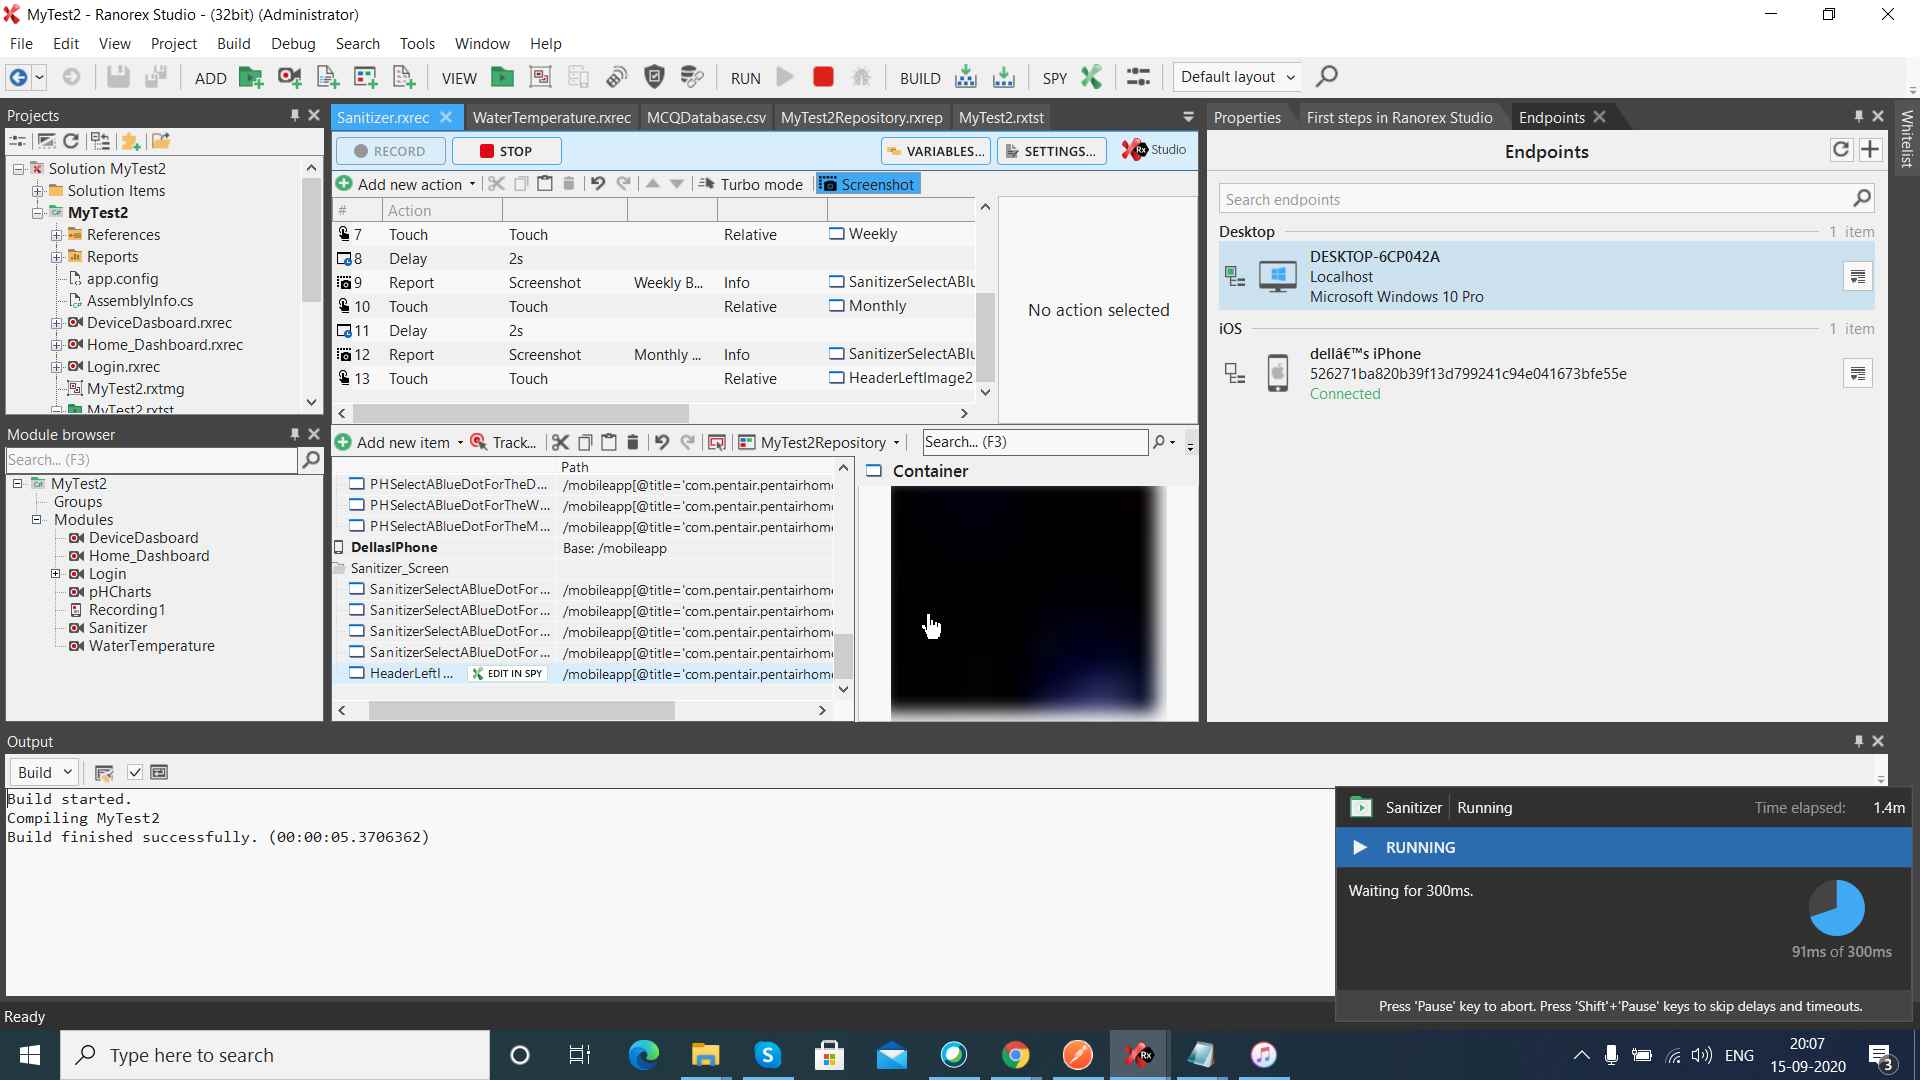 MyTest2 - Ranorex Studio - (32bit) (Administrator)
File Edit View Project Build Debug Search Tools Window Help
ADD VIEW RUN BUILD SPY Default layout
Projects
Solution MyTest2
Solution Items
MyTest2
References
Reports
app.config
AssemblyInfo.cs
DeviceDasboard.rxrec
Home_Dashboard.rxrec
Login.rxrec
MyTest2.rxtmg
MyTest2.rxtst
Module browser
Search... (F3)
MyTest2
Groups
Modules
DeviceDasboard
Home_Dashboard
Login
pHCharts
Recording1
Sanitizer
WaterTemperature
Sanitizer.rxrec WaterTemperature.rxrec MCQDatabase.csv MyTest2Repository.rxrep MyTest2.rxtst
RECORD STOP VARIABLES... SETTINGS... Rx Studio
Add new action Turbo mode Screenshot
# Action
7 Touch Touch Relative Weekly
8 Delay 2s
9 Report Screenshot Weekly B... Info SanitizerSelectABlu
10 Touch Touch Relative Monthly
11 Delay 2s
12 Report Screenshot Monthly ... Info SanitizerSelectABlu
13 Touch Touch Relative HeaderLeftImage2
No action selected
Add new item Track... MyTest2Repository Search... (F3)
Path
PHSelectABlueDotForTheD... /mobileapp[@title='com.pentair.pentairhome
PHSelectABlueDotForTheW... /mobileapp[@title='com.pentair.pentairhome
PHSelectABlueDotForTheM... /mobileapp[@title='com.pentair.pentairhome
DellasIPhone Base: /mobileapp
Sanitizer_Screen
SanitizerSelectABlueDotFor... /mobileapp[@title='com.pentair.pentairhome
SanitizerSelectABlueDotFor... /mobileapp[@title='com.pentair.pentairhome
SanitizerSelectABlueDotFor... /mobileapp[@title='com.pentair.pentairhome
SanitizerSelectABlueDotFor... /mobileapp[@title='com.pentair.pentairhome
HeaderLeftI... EDIT IN SPY /mobileapp[@title='com.pentair.pentairhome
Container
Properties First steps in Ranorex Studio Endpoints
Whitelist
Endpoints
Search endpoints
Desktop 1 item
DESKTOP-6CP042A
Localhost
Microsoft Windows 10 Pro
iOS 1 item
dellâ€™s iPhone
526271ba820b39f13d799241c94e041673bfe55e
Connected
Output
Build
Build started.
Compiling MyTest2
Build finished successfully. (00:00:05.3706362)
Sanitizer Running Time elapsed: 1.4m
RUNNING
Waiting for 300ms.
91ms of 300ms
Press 'Pause' key to abort. Press 'Shift'+'Pause' keys to skip delays and timeouts.
Ready
Type here to search
Rx
ENG
20:07
15-09-2020
3